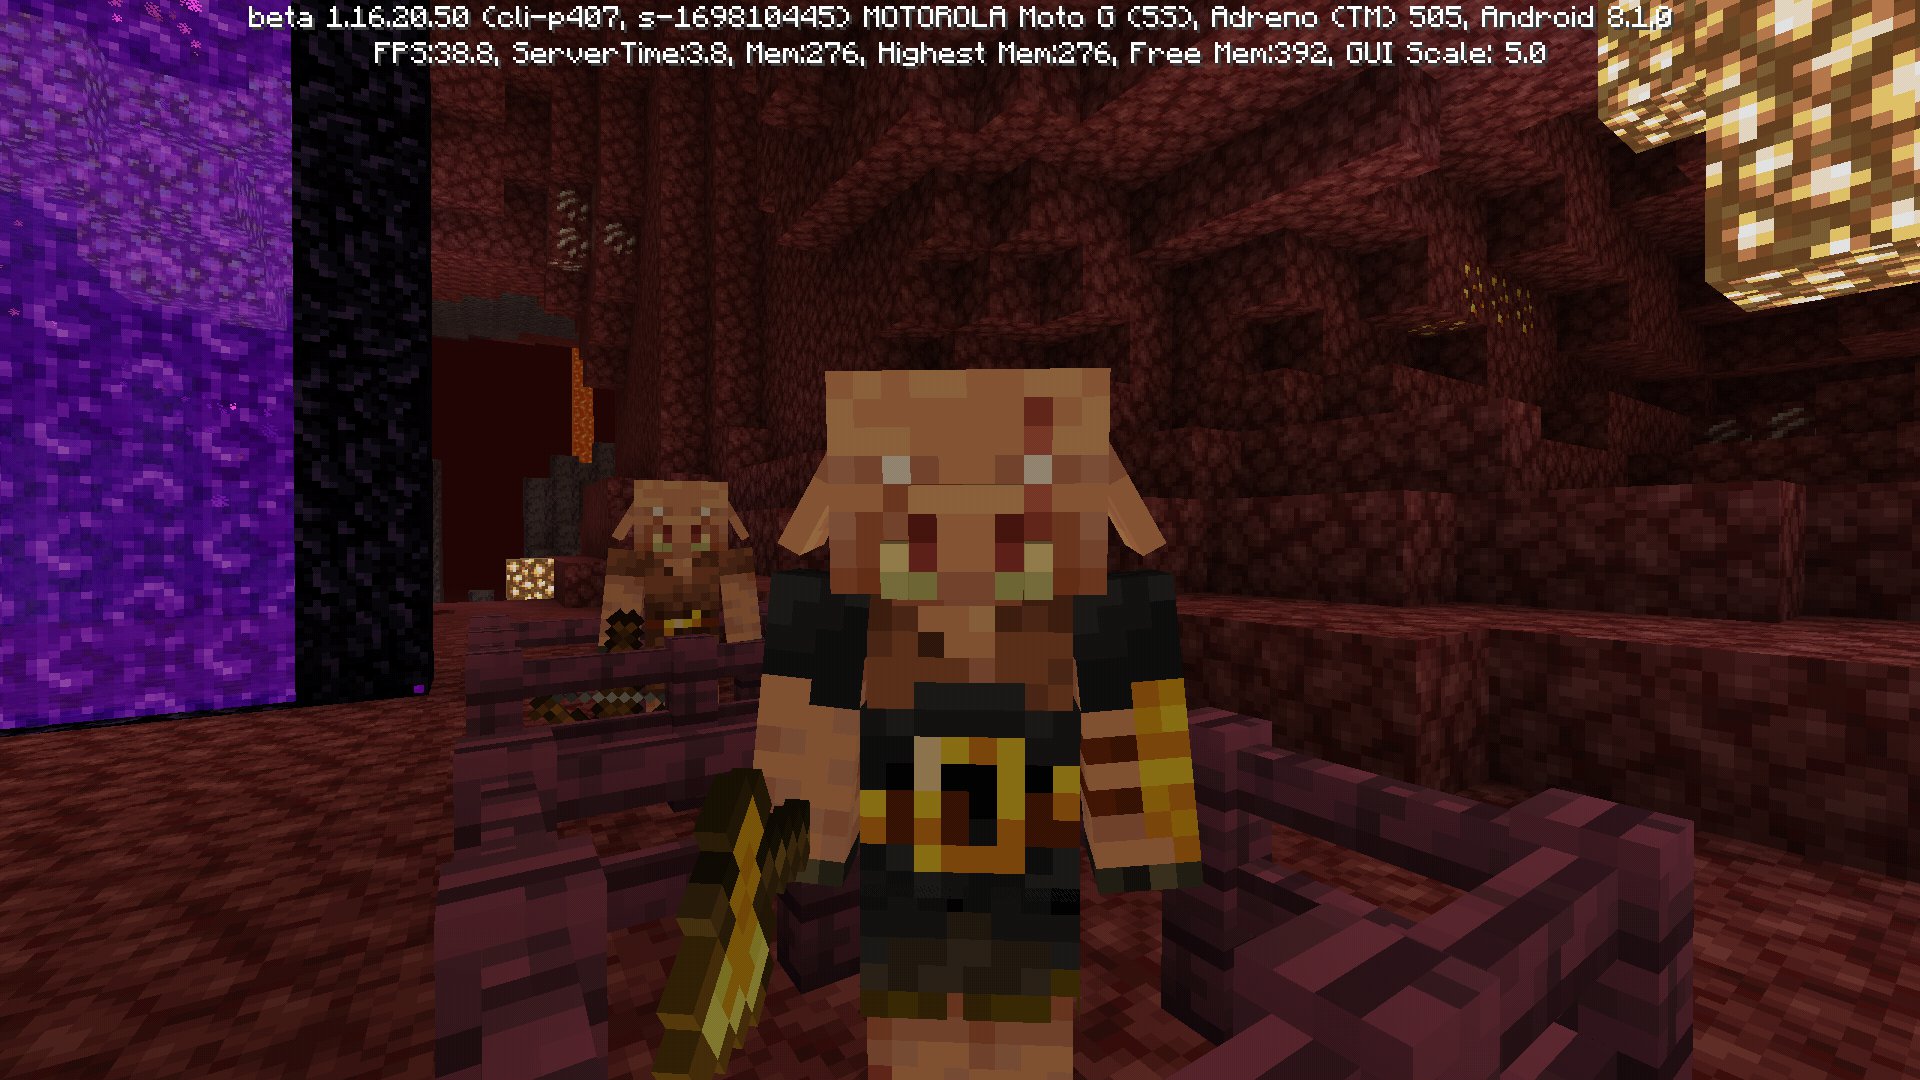 beta 1.16.20.50 (cli-p407, s-169810445) MOTOROLA Moto G (5S), Adreno (TM) 505, Android 8.1.0
FPS:38.8, ServerTime:3.8, Mem:276, Highest Mem:276, Free Mem:392, GUI Scale: 5.0